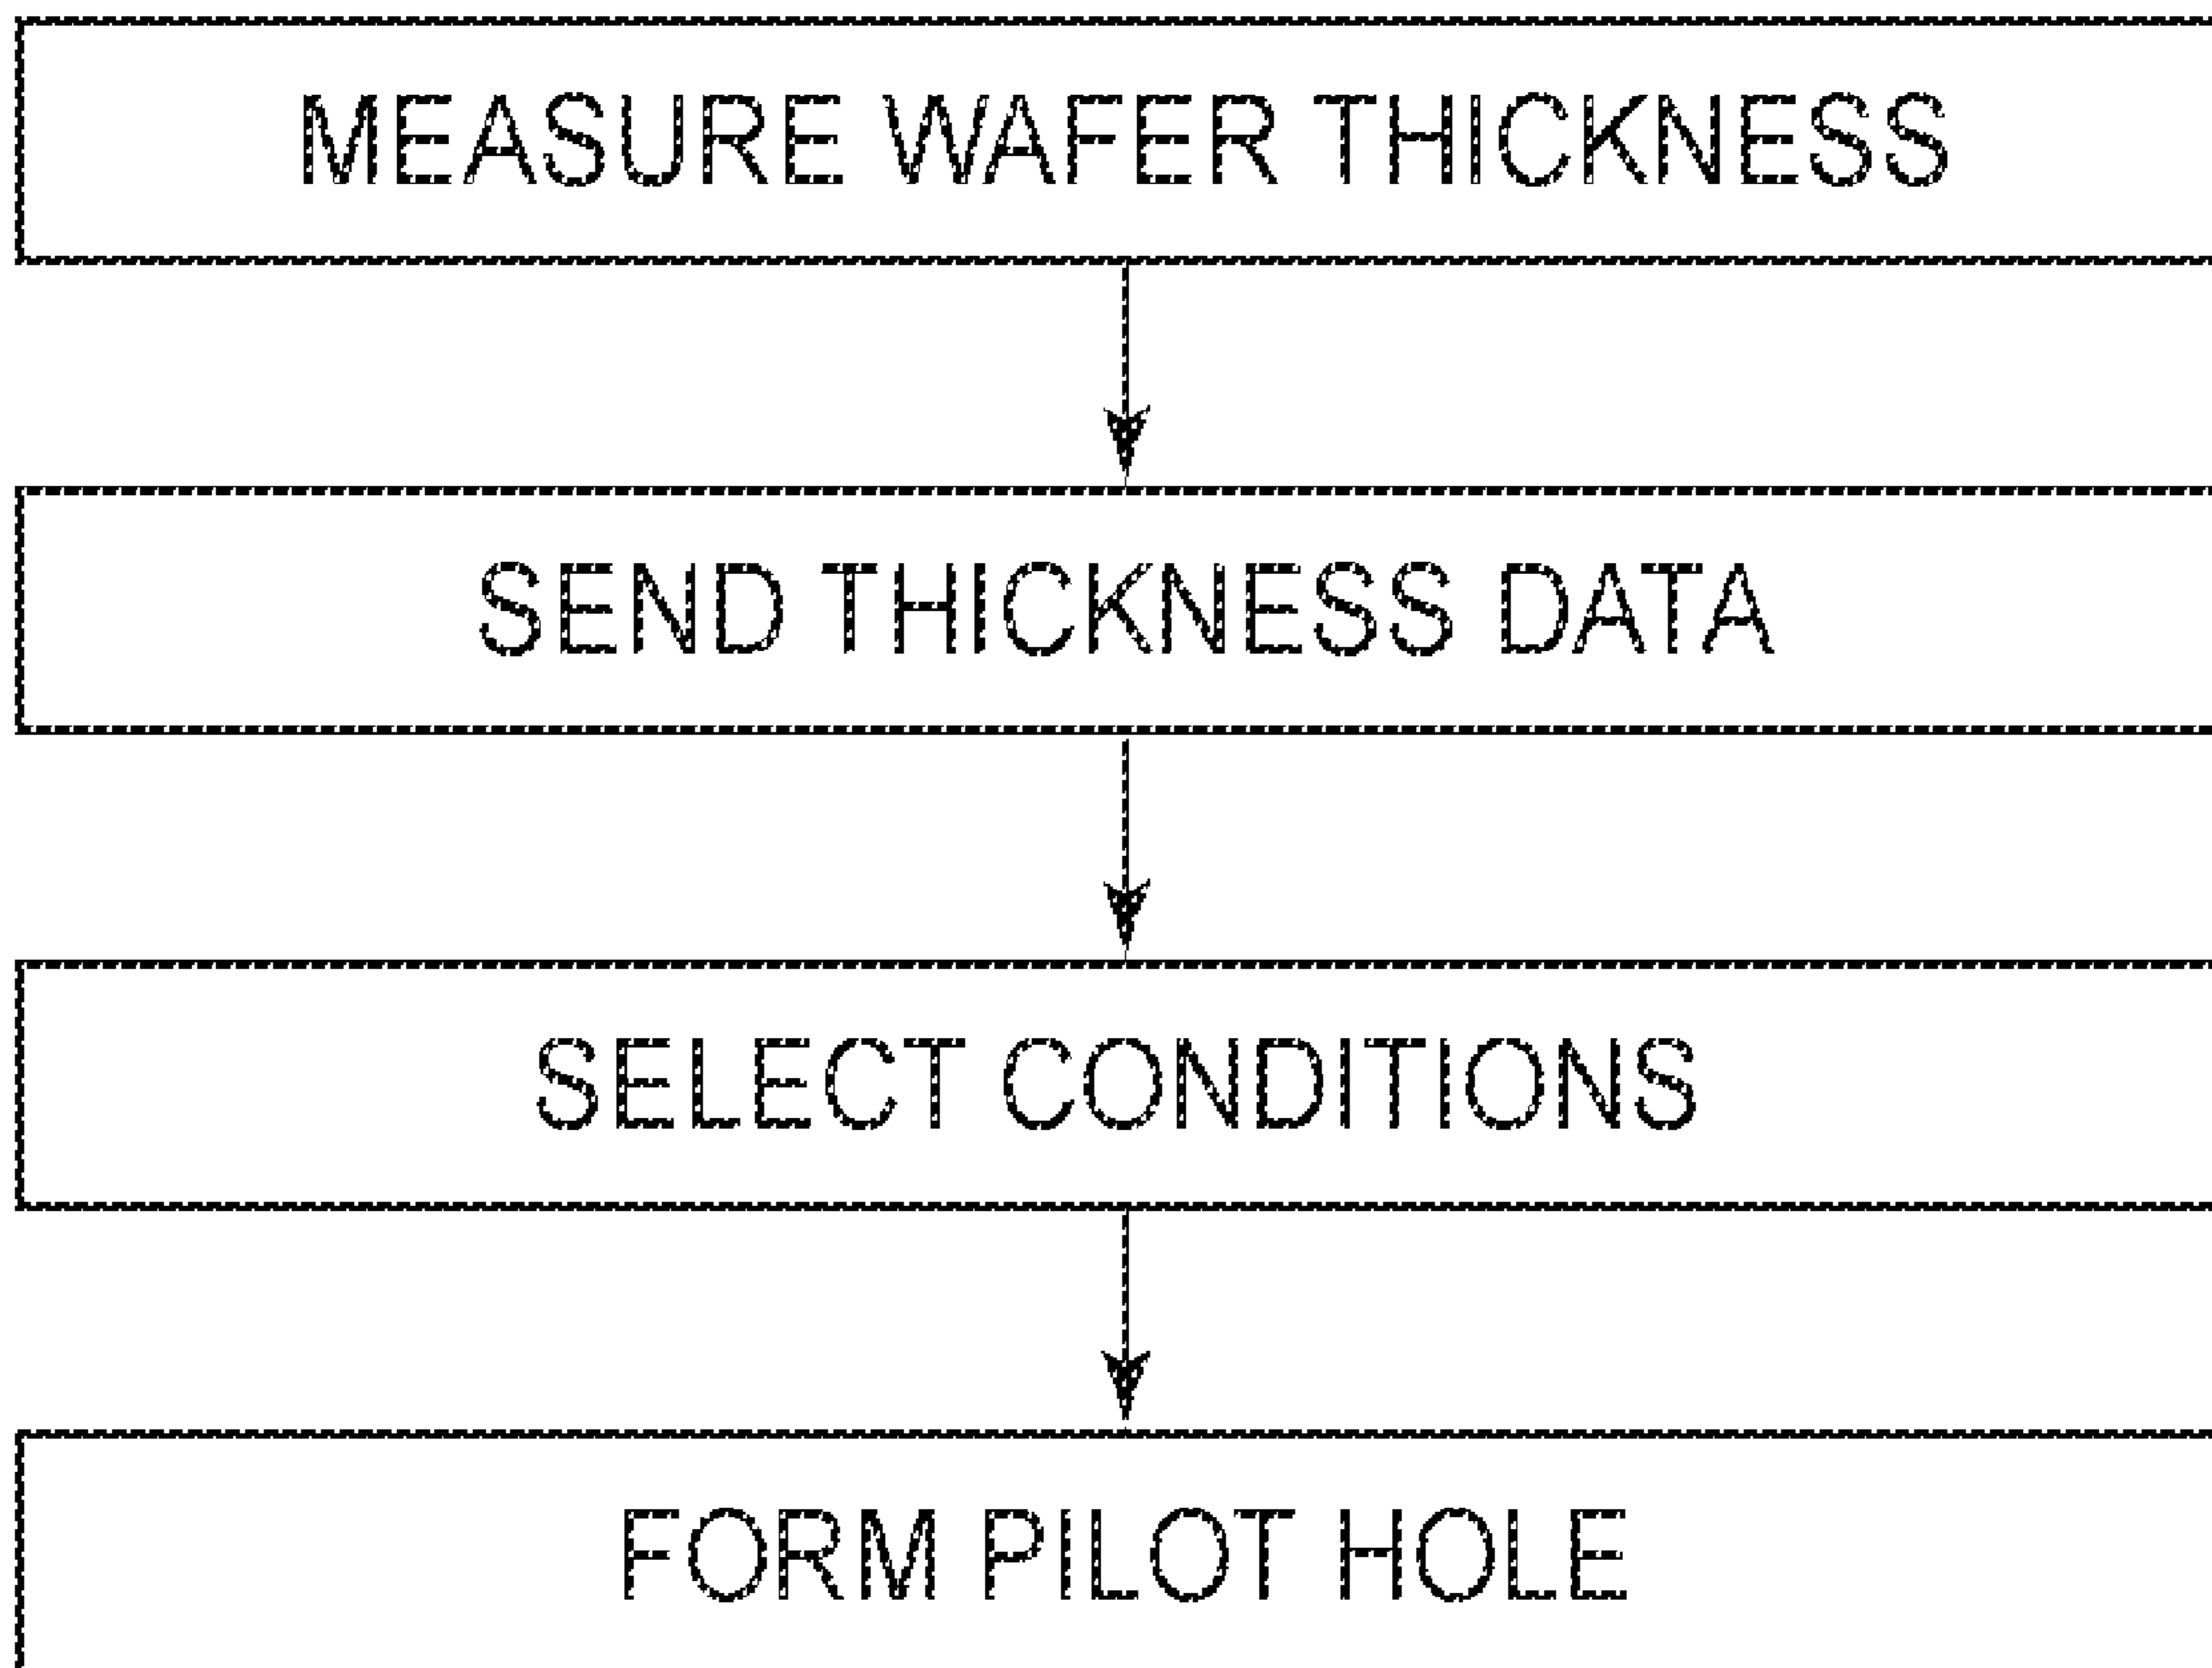 MEASURE WAFER THICKNESS
SEND THICKNESS DATA
SELECT CONDITIONS
FORM PILOT HOLE